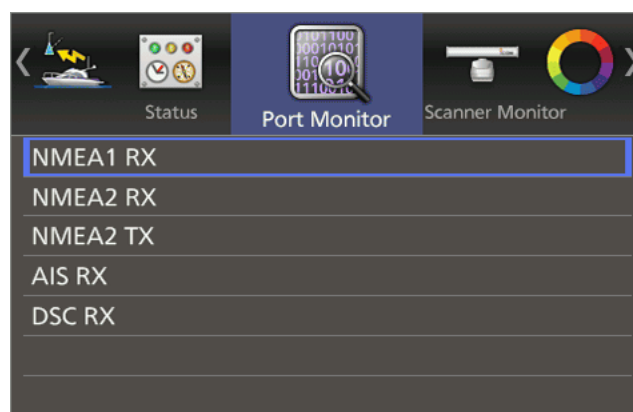 Status
Port Monitor
Scanner Monitor
NMEA1 RX
NMEA2 RX
NMEA2 TX
AIS RX
DSC RX